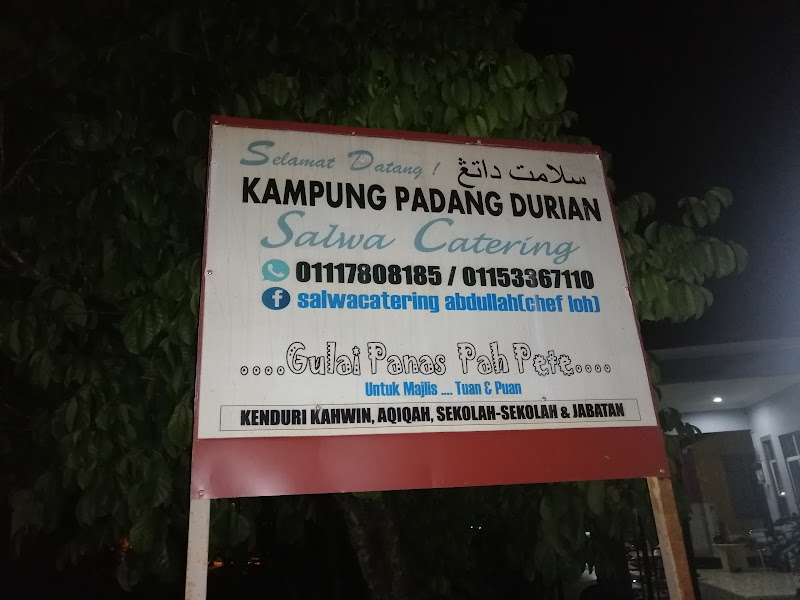 Selamat Datang ! سلامت داتڠ
KAMPUNG PADANG DURIAN
Salwa Catering
01117808185 / 01153367110
salwacatering abdullah(chef loh)
....Gulai Panas Pah Pete....
Untuk Majlis .... Tuan & Puan
KENDURI KAHWIN, AQIQAH, SEKOLAH-SEKOLAH & JABATAN